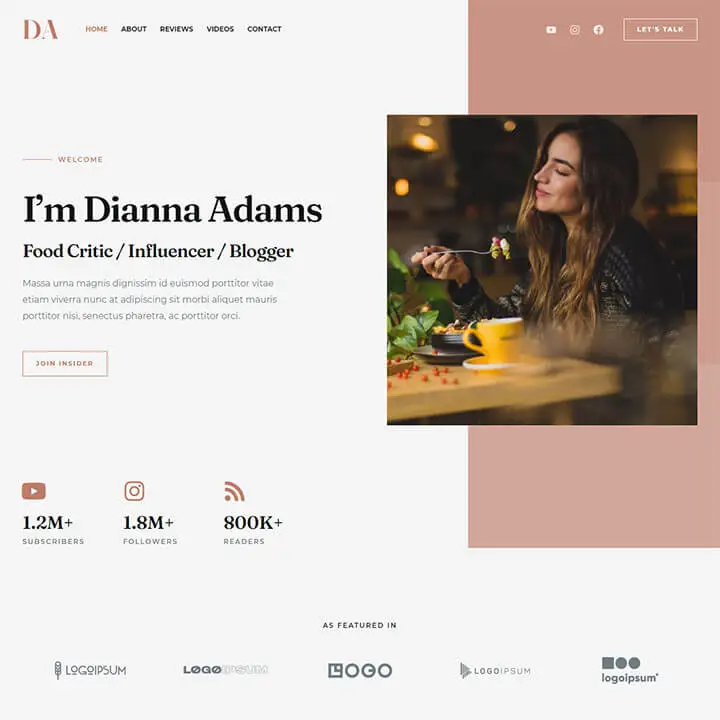 DA
HOME ABOUT REVIEWS VIDEOS CONTACT
LET'S TALK
WELCOME
I’m Dianna Adams
Food Critic / Influencer / Blogger
Massa urna magnis dignissim id euismod porttitor vitae
etiam viverra nunc at adipiscing sit morbi aliquet mauris
porttitor nisi, senectus pharetra, ac porttitor orci.
JOIN INSIDER
1.2M+ 1.8M+ 800K+
SUBSCRIBERS FOLLOWERS READERS
AS FEATURED IN
LOGOIPSUM LOGOIPSUM LOGO LOGOIPSUM logoipsum